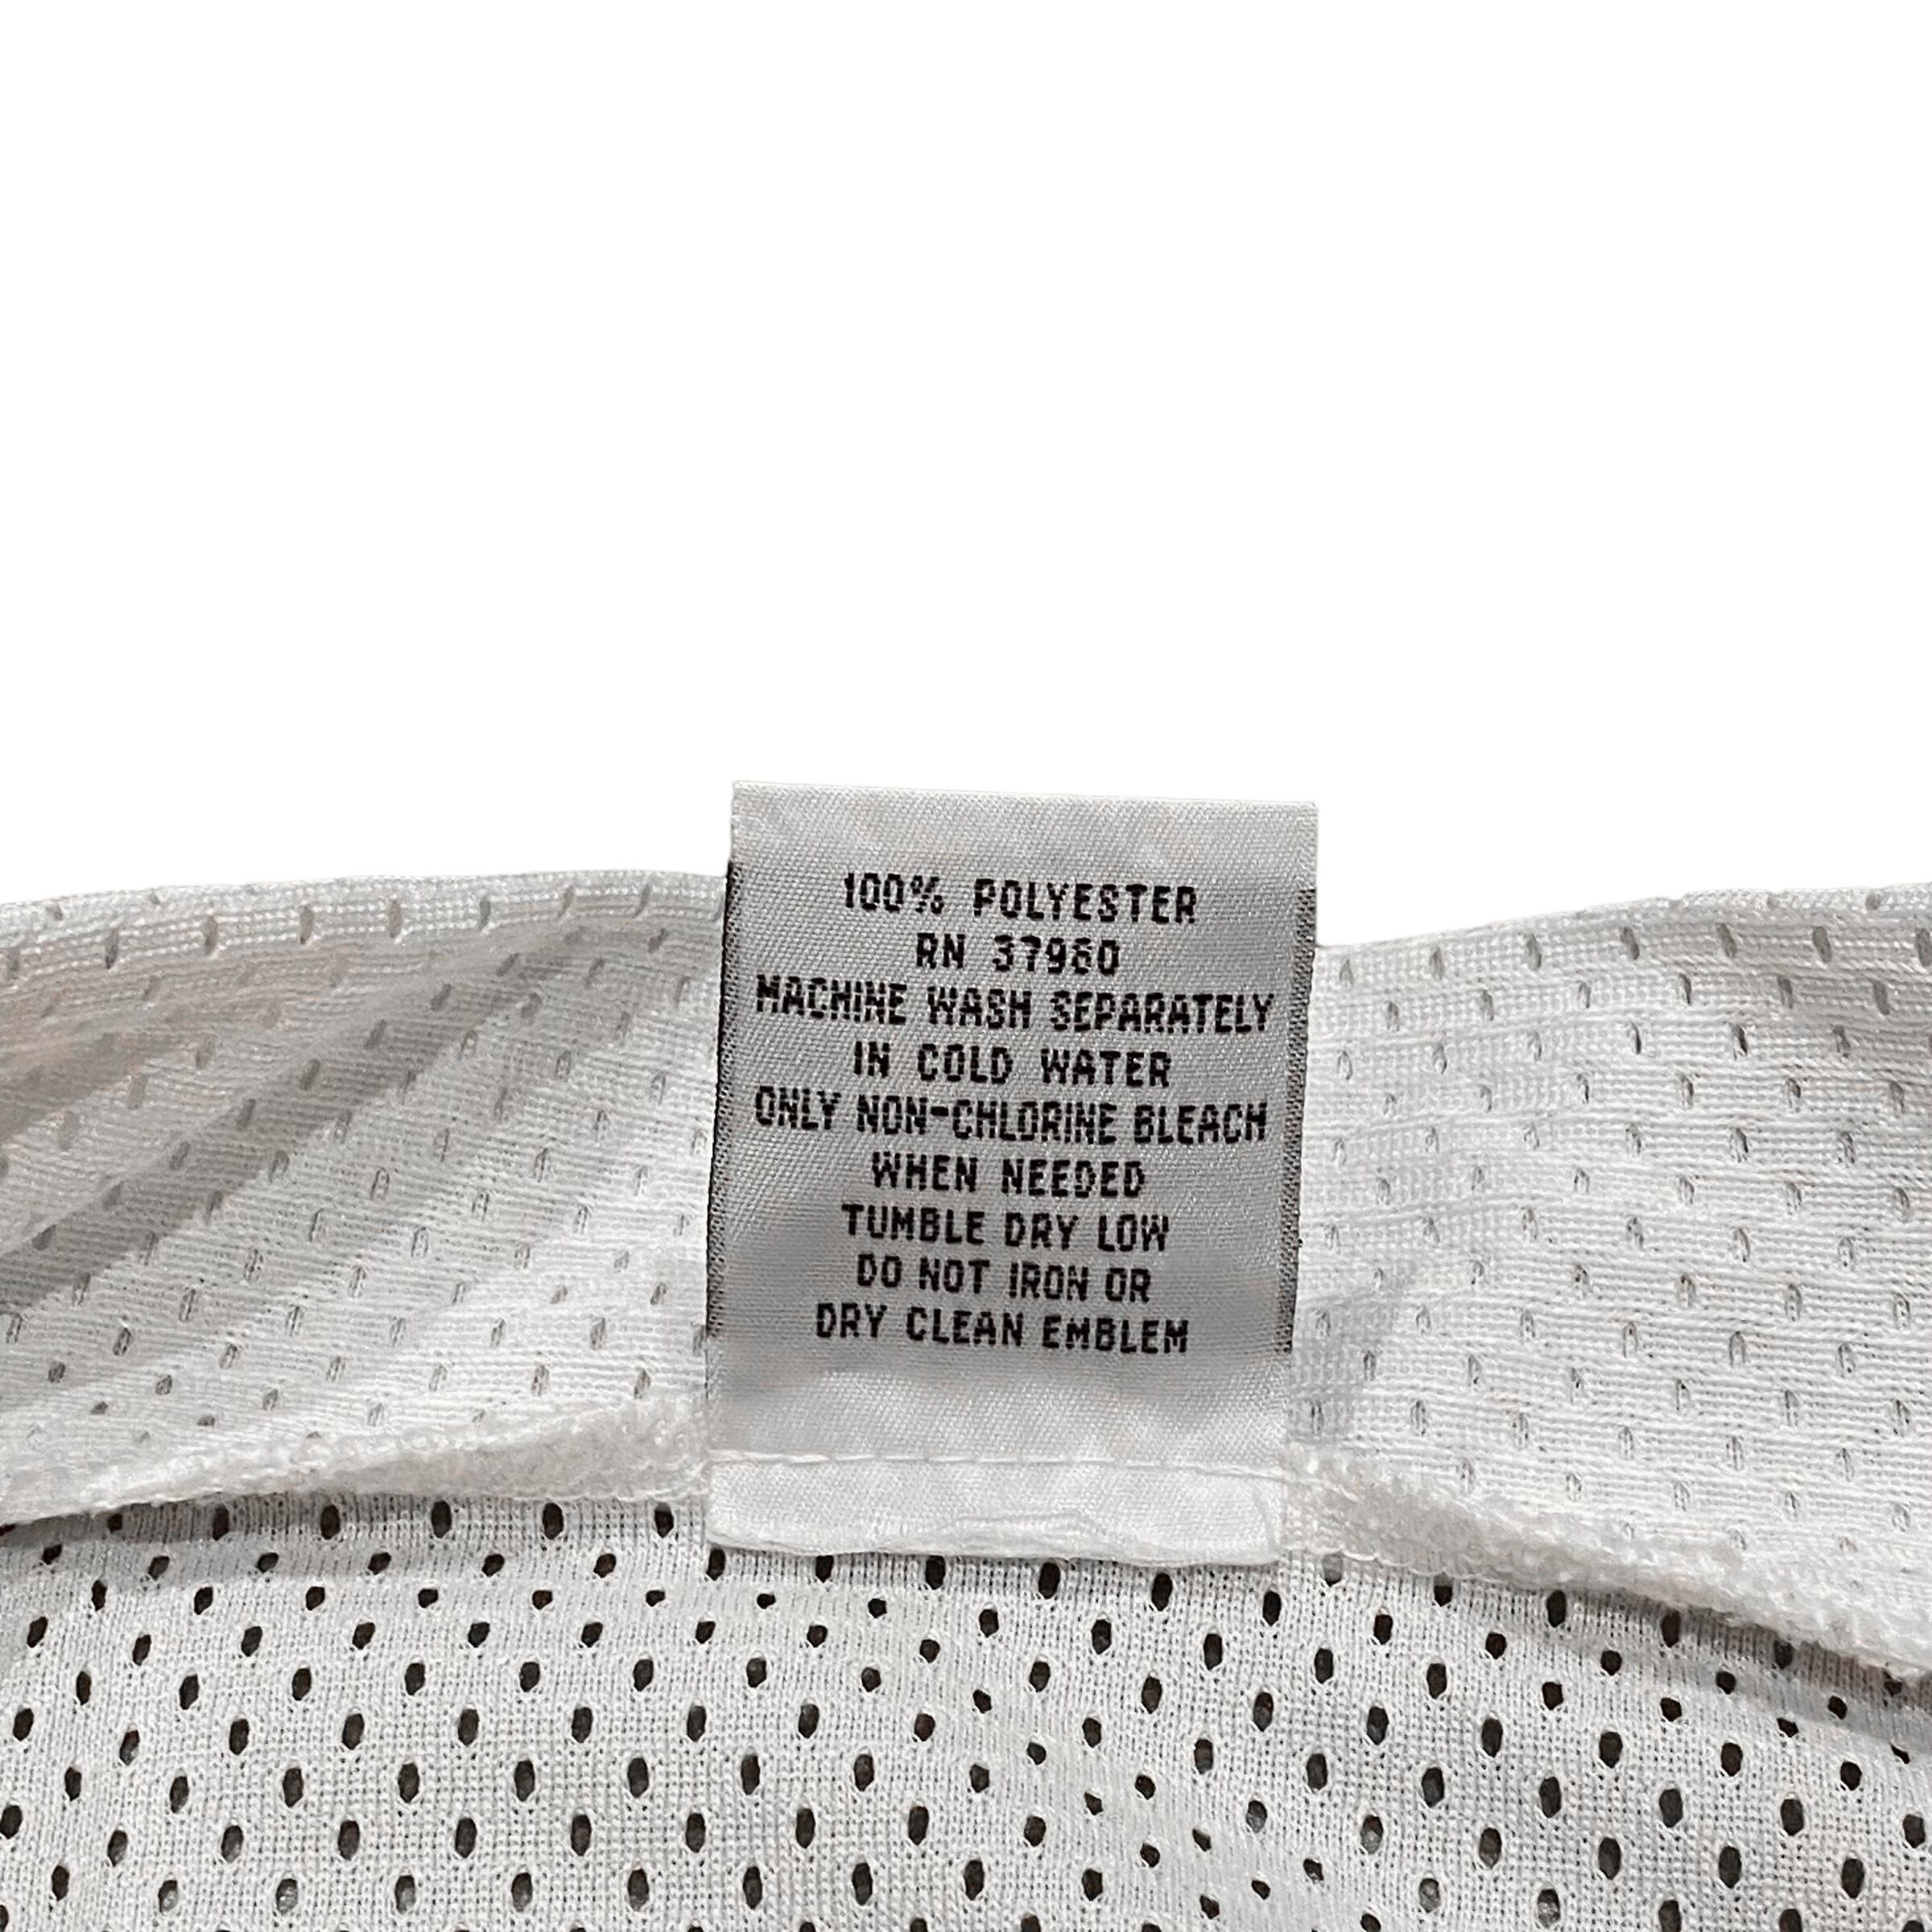 100% POLYESTER
RN 37980
MACHINE WASH SEPARATELY
IN COLD WATER
ONLY NON-CHLORINE BLEACH
WHEN NEEDED
TUMBLE DRY LOW
DO NOT IRON OR
DRY CLEAN EMBLEM